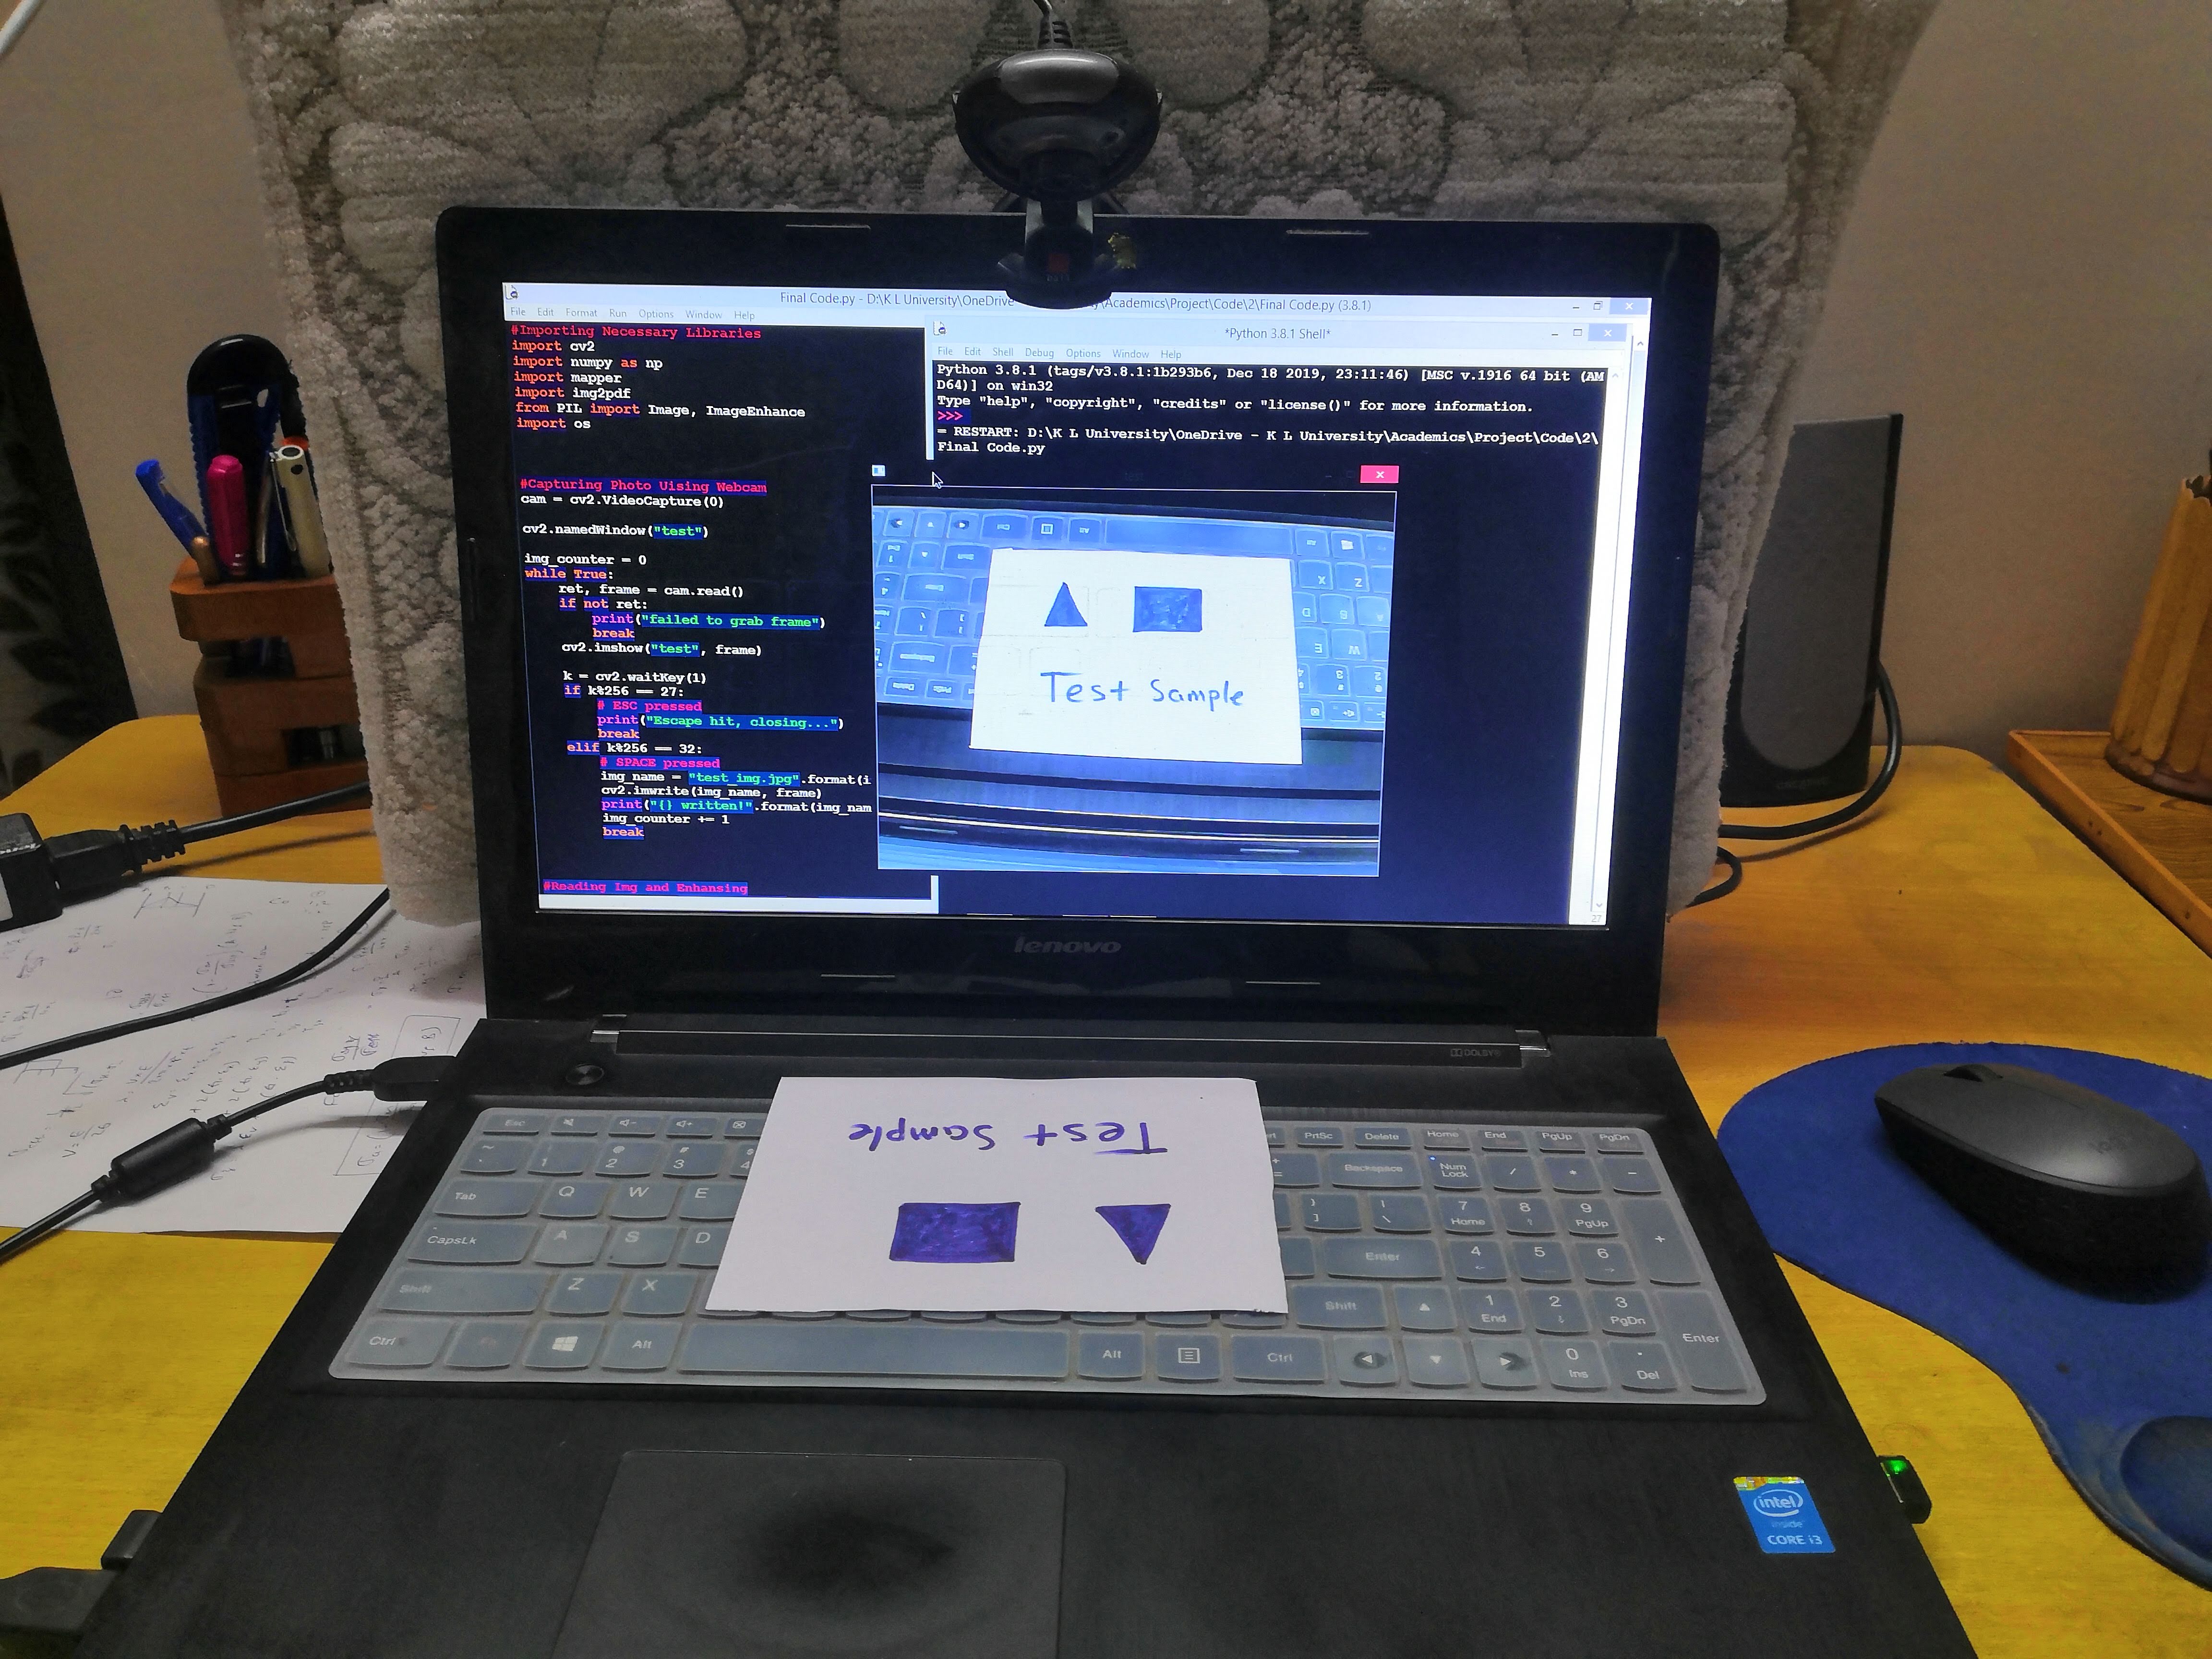 Final Code.py - D:\K L University\OneDrive
\Academics\Project\Code\2\Final Code.py (3.8.1)
File Edit Format Run Options Window Help
#Importing Necessary Libraries
import cv2
import numpy as np
import mapper
import img2pdf
from PIL import Image, ImageEnhance
import os
#Capturing Photo Uising Webcam
cam = cv2.VideoCapture(0)
cv2.namedWindow("test")
img_counter = 0
while True:
ret, frame = cam.read()
if not ret:
print("failed to grab frame")
break
cv2.imshow("test", frame)
k = cv2.waitKey(1)
if k%256 == 27:
# ESC pressed
print("Escape hit, closing...")
break
elif k%256 == 32:
# SPACE pressed
img_name = "test_img.jpg".format(i
cv2.imwrite(img_name, frame)
print("{} written!".format(img_nam
img_counter += 1
break
#Reading Img and Enhansing
*Python 3.8.1 Shell*
File Edit Shell Debug Options Window Help
Python 3.8.1 (tags/v3.8.1:1b293b6, Dec 18 2019, 23:11:46) [MSC v.1916 64 bit (AM
D64)] on win32
Type "help", "copyright", "credits" or "license()" for more information.
>>>
= RESTART: D:\K L University\OneDrive - K L University\Academics\Project\Code\2\
Final Code.py
Test Sample
27
lenovo
DOLBY
Test Sample
Esc PrtSc Delete Home End PgUp PgDn
~ 1 @ 2 # 3 $ 4 = Backspace Num Lock / * -
Tab Q W E } ] | \ 7 Home 8 9 PgUp +
CapsLk A S D Enter 4 5 6
Shift Z X Shift 1 End 2 3 PgDn Enter
Ctrl Alt Alt Ctrl 0 Ins . Del
intel
inside
CORE i3